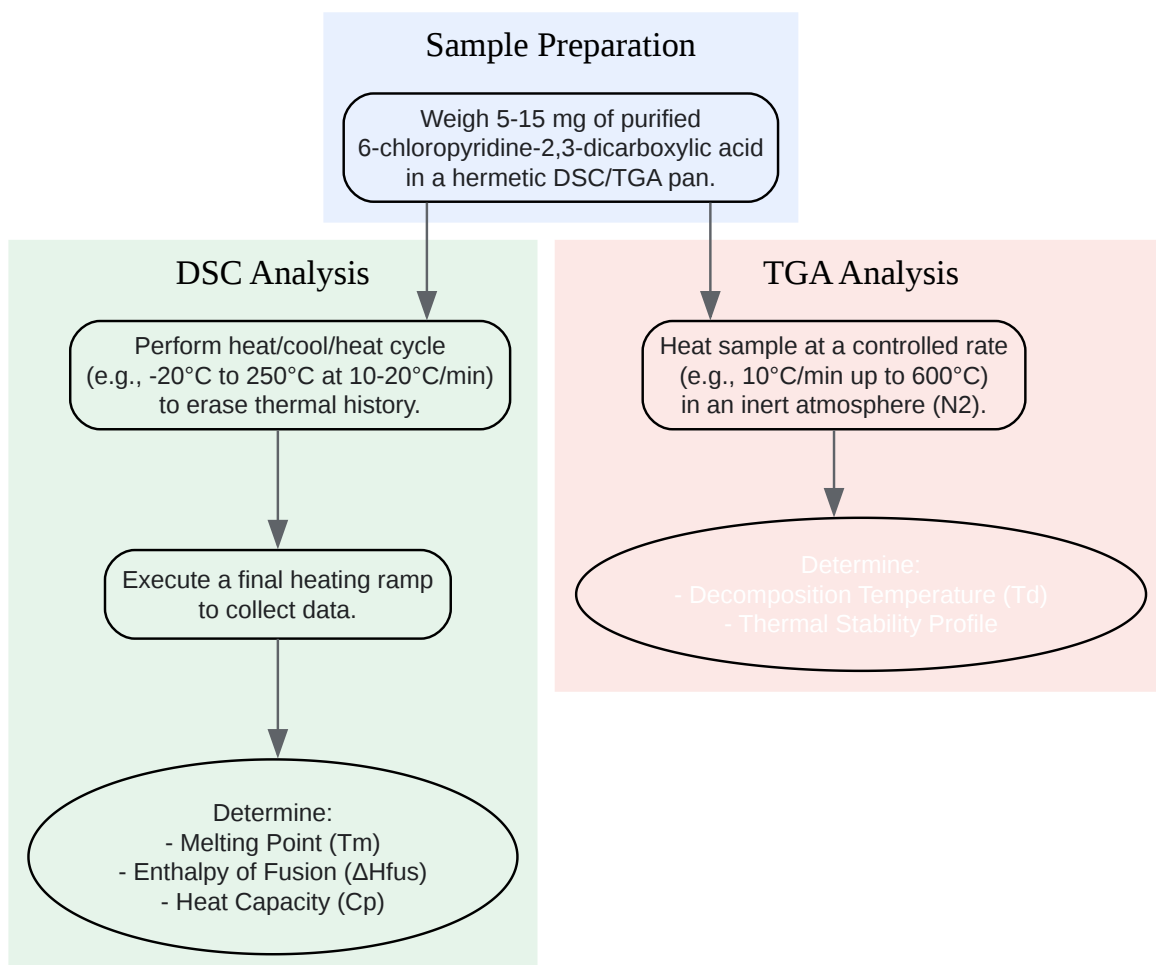 Sample Preparation
Weigh 5-15 mg of purified
6-chloropyridine-2,3-dicarboxylic acid
in a hermetic DSC/TGA pan.
DSC Analysis
Perform heat/cool/heat cycle
(e.g., -20°C to 250°C at 10-20°C/min)
to erase thermal history.
Execute a final heating ramp
to collect data.
Determine:
- Melting Point (Tm)
- Enthalpy of Fusion (ΔHfus)
- Heat Capacity (Cp)
TGA Analysis
Heat sample at a controlled rate
(e.g., 10°C/min up to 600°C)
in an inert atmosphere (N2).
Determine:
- Decomposition Temperature (Td)
- Thermal Stability Profile